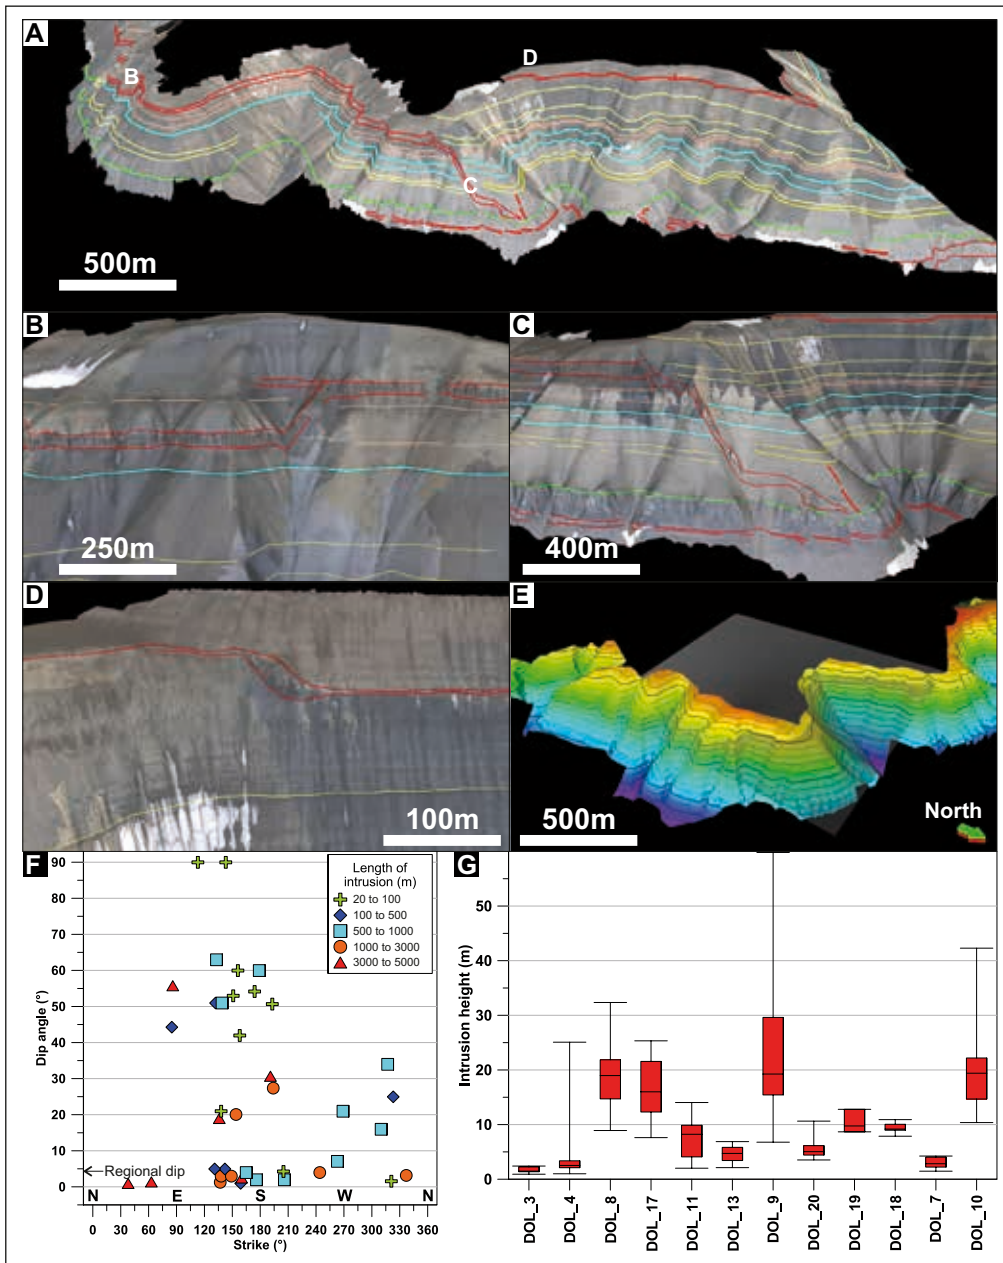 A
B
D
C
500m
B
250m
C
400m
D
100m
E
500m
North
F
90
80
70
60
50
40
30
20
10
0
Dip angle (°)
Length of
intrusion (m)
20 to 100
100 to 500
500 to 1000
1000 to 3000
3000 to 5000
Regional dip
N E S W N
0 30 60 90 120 150 180 210 240 270 300 330 360
Strike (°)
G
50
40
30
20
10
0
Intrusion height (m)
DOL_3
DOL_4
DOL_8
DOL_17
DOL_11
DOL_13
DOL_9
DOL_20
DOL_19
DOL_18
DOL_7
DOL_10